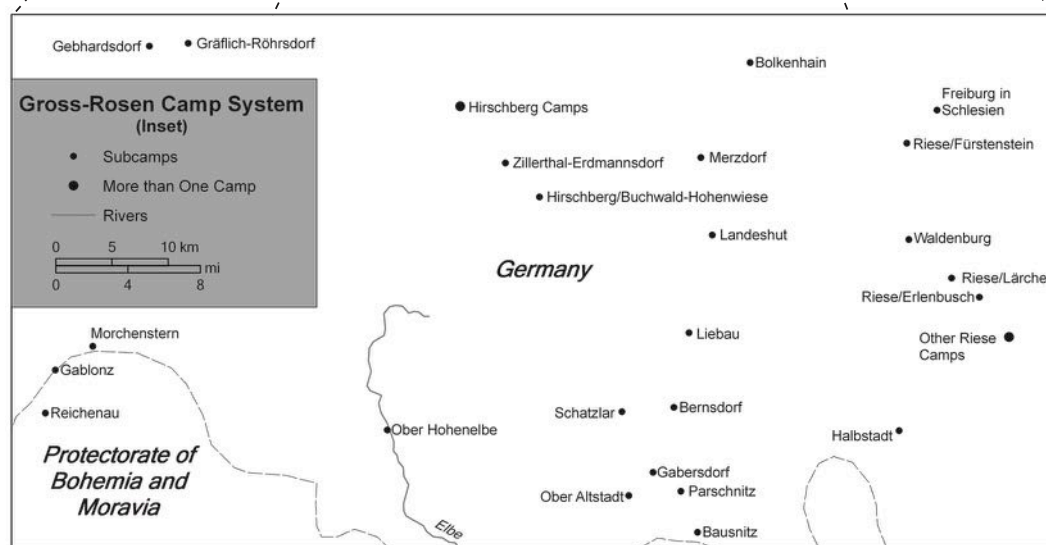 Gebhardsdorf
Gräflich-Röhrsdorf
Bolkenhain
Gross-Rosen Camp System
(Inset)
Subcamps
More than One Camp
Rivers
0 5 10 km
mi
0 4 8
Hirschberg Camps
Freiburg in
Schlesien
Riese/Fürstenstein
Zillerthal-Erdmannsdorf
Merzdorf
Hirschberg/Buchwald-Hohenwiese
Landeshut
Waldenburg
Germany
Riese/Lärche
Riese/Erlenbusch
Morchenstern
Liebau
Other Riese
Camps
Gablonz
Reichenau
Schatzlar
Bernsdorf
Ober Hohenelbe
Halbstadt
Protectorate of
Bohemia and
Moravia
Gabersdorf
Ober Altstadt
Parschnitz
Elbe
Bausnitz